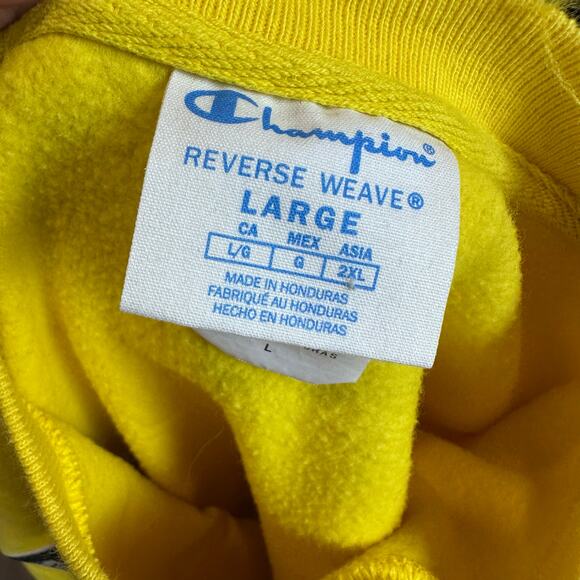 Champion®
REVERSE WEAVE®
LARGE
CA MEX ASIA
L/G G 2XL
MADE IN HONDURAS
FABRIQUÉ AU HONDURAS
HECHO EN HONDURAS
L